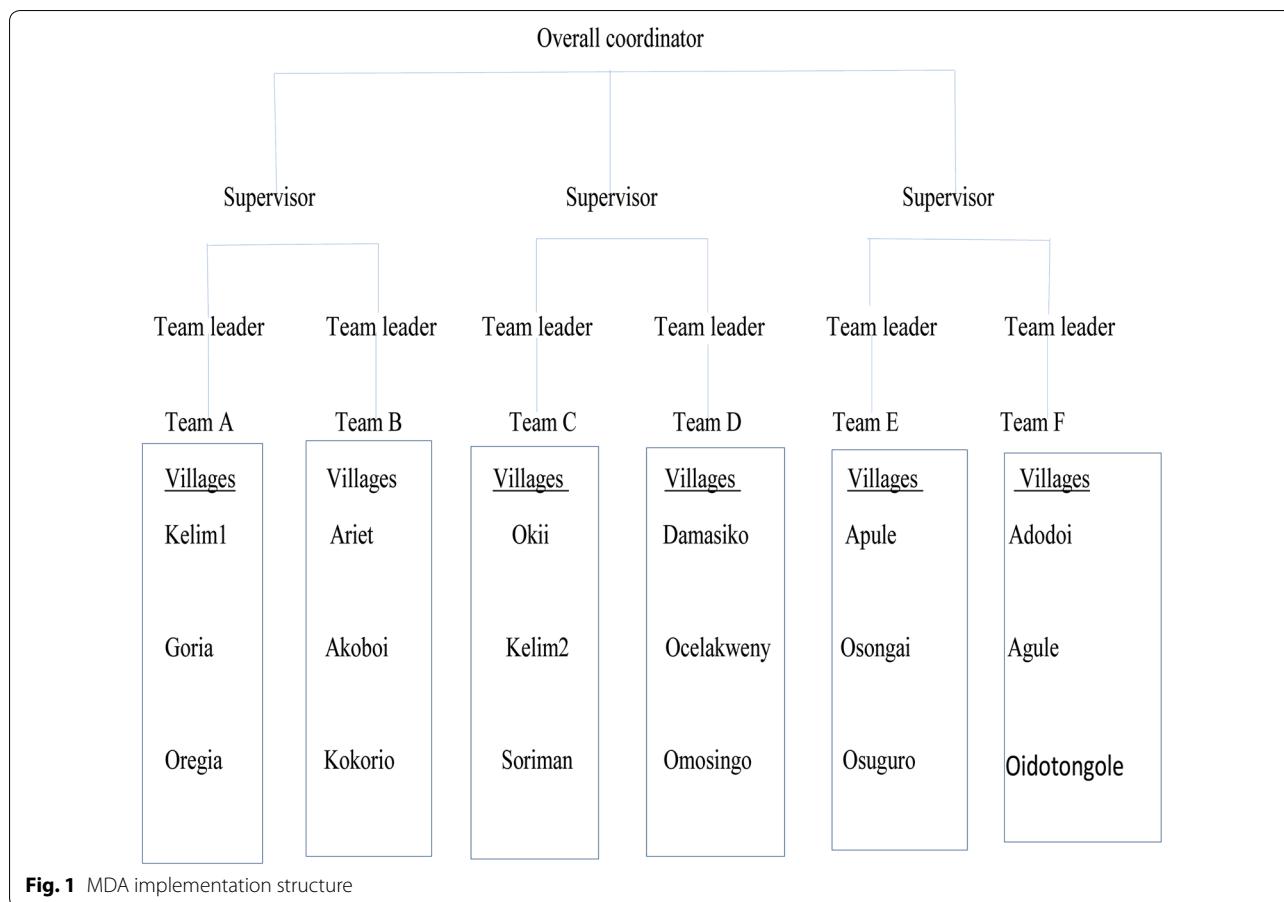 Overall coordinator
Supervisor Supervisor Supervisor
Team leader Team leader Team leader Team leader Team leader Team leader
Team A Team B Team C Team D Team E Team F
Villages Villages Villages Villages Villages Villages
Kelim1 Ariet Okii Damasiko Apule Adodoi
Goria Akoboi Kelim2 Ocelakweny Osongai Agule
Oregia Kokorio Soriman Omosingo Osuguro Oidotongole
Fig. 1 MDA implementation structure